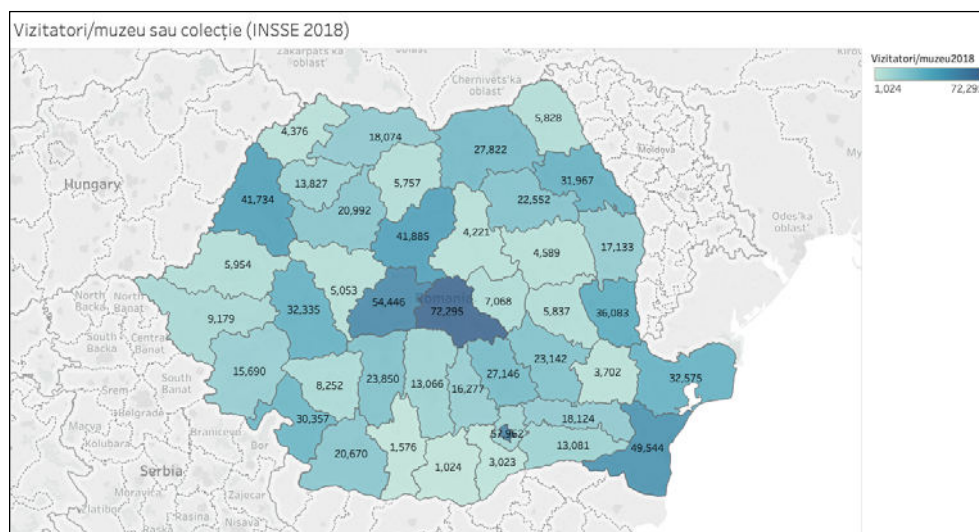 Vizitatori/muzeu sau colecție (INSSE 2018)
Zakarpats'ka
oblast'
Chernivets'ka
oblast'
Vizitatori/muzeu2018
1,024
72,29
5,828
4,376
18,074
27,822
Moldova
Hungary
13,827
5,757
31,967
41,734
20,992
22,552
Odes'ka
oblast'
41,885
4,221
17,133
4,589
5,954
5,053
54,446
Romania
72,295
7,068
5,837
36,083
North
Backa
North
Banat
32,335
9,179
South
Backa
Central
Banat
23,142
3,702
32,575
15,690
8,252
23,850
13,066
16,277
27,146
Srem
South
Banat
Belgrade
30,357
18,124
Macva
Kolubara
Branicevo
Bor
57,962
49,544
20,670
1,576
1,024
3,023
13,081
Serbia
Moravica
Zajecar
Zlatibor
Rasina
Nisava
Raska